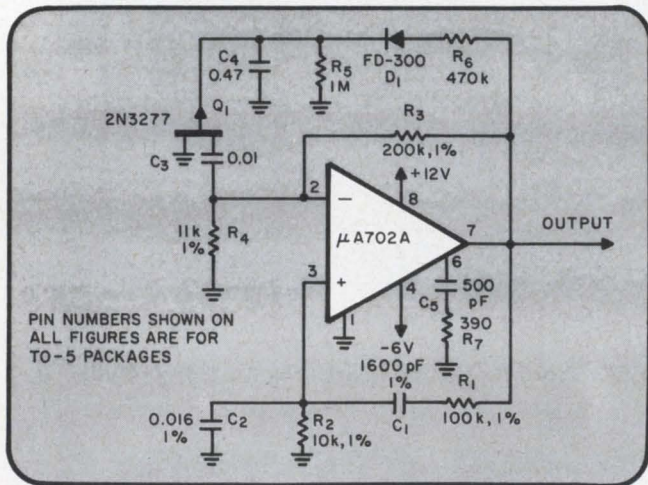 C4
0.47
R5
1M
FD-300
D1
R6
470k
Q1
2N3277
C3
0.01
R3
200k, 1%
+12V
8
2
−
μA702A
7
OUTPUT
11k
1%
R4
3
+
6
4
1
C5
500
pF
390
R7
-6V
PIN NUMBERS SHOWN ON
ALL FIGURES ARE FOR
TO-5 PACKAGES
1600pF
1%
R1
100k, 1%
C1
0.016
1%
C2
R2
10k, 1%